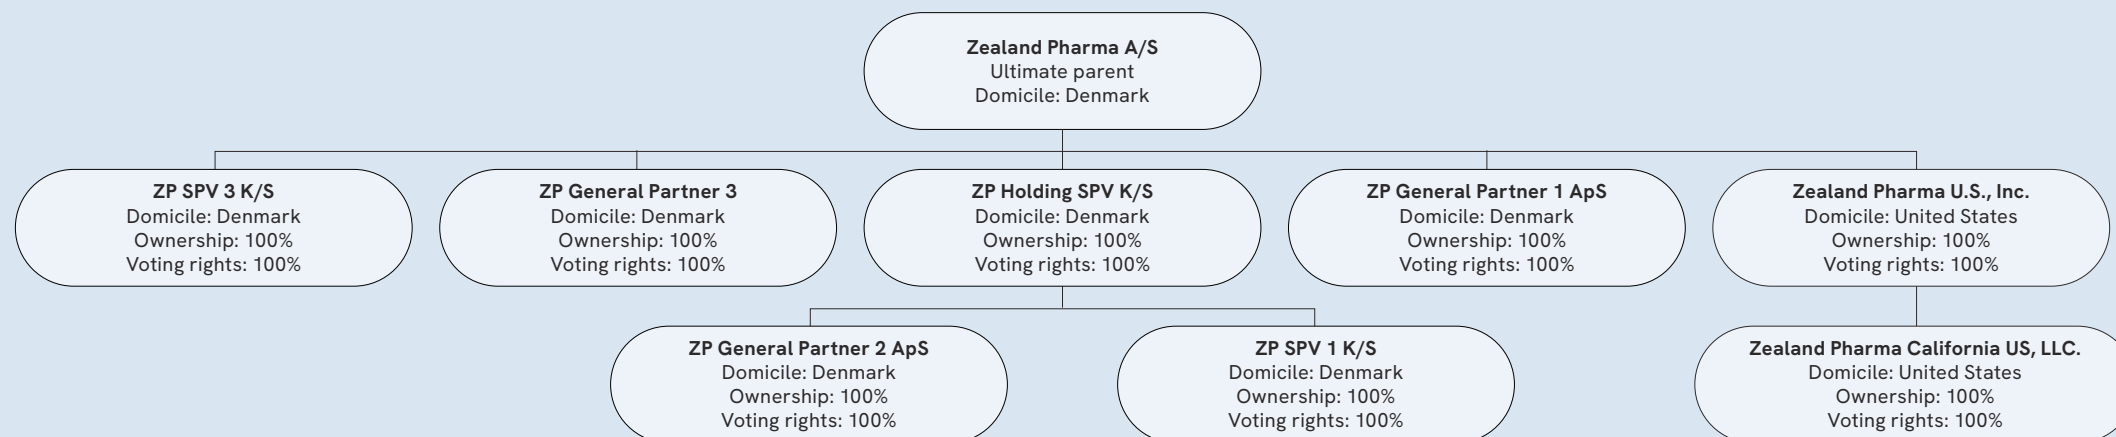 Zealand Pharma A/S
Ultimate parent
Domicile: Denmark
ZP SPV 3 K/S
Domicile: Denmark
Ownership: 100%
Voting rights: 100%
ZP General Partner 3
Domicile: Denmark
Ownership: 100%
Voting rights: 100%
ZP Holding SPV K/S
Domicile: Denmark
Ownership: 100%
Voting rights: 100%
ZP General Partner 1 ApS
Domicile: Denmark
Ownership: 100%
Voting rights: 100%
Zealand Pharma U.S., Inc.
Domicile: United States
Ownership: 100%
Voting rights: 100%
ZP General Partner 2 ApS
Domicile: Denmark
Ownership: 100%
Voting rights: 100%
ZP SPV 1 K/S
Domicile: Denmark
Ownership: 100%
Voting rights: 100%
Zealand Pharma California US, LLC.
Domicile: United States
Ownership: 100%
Voting rights: 100%